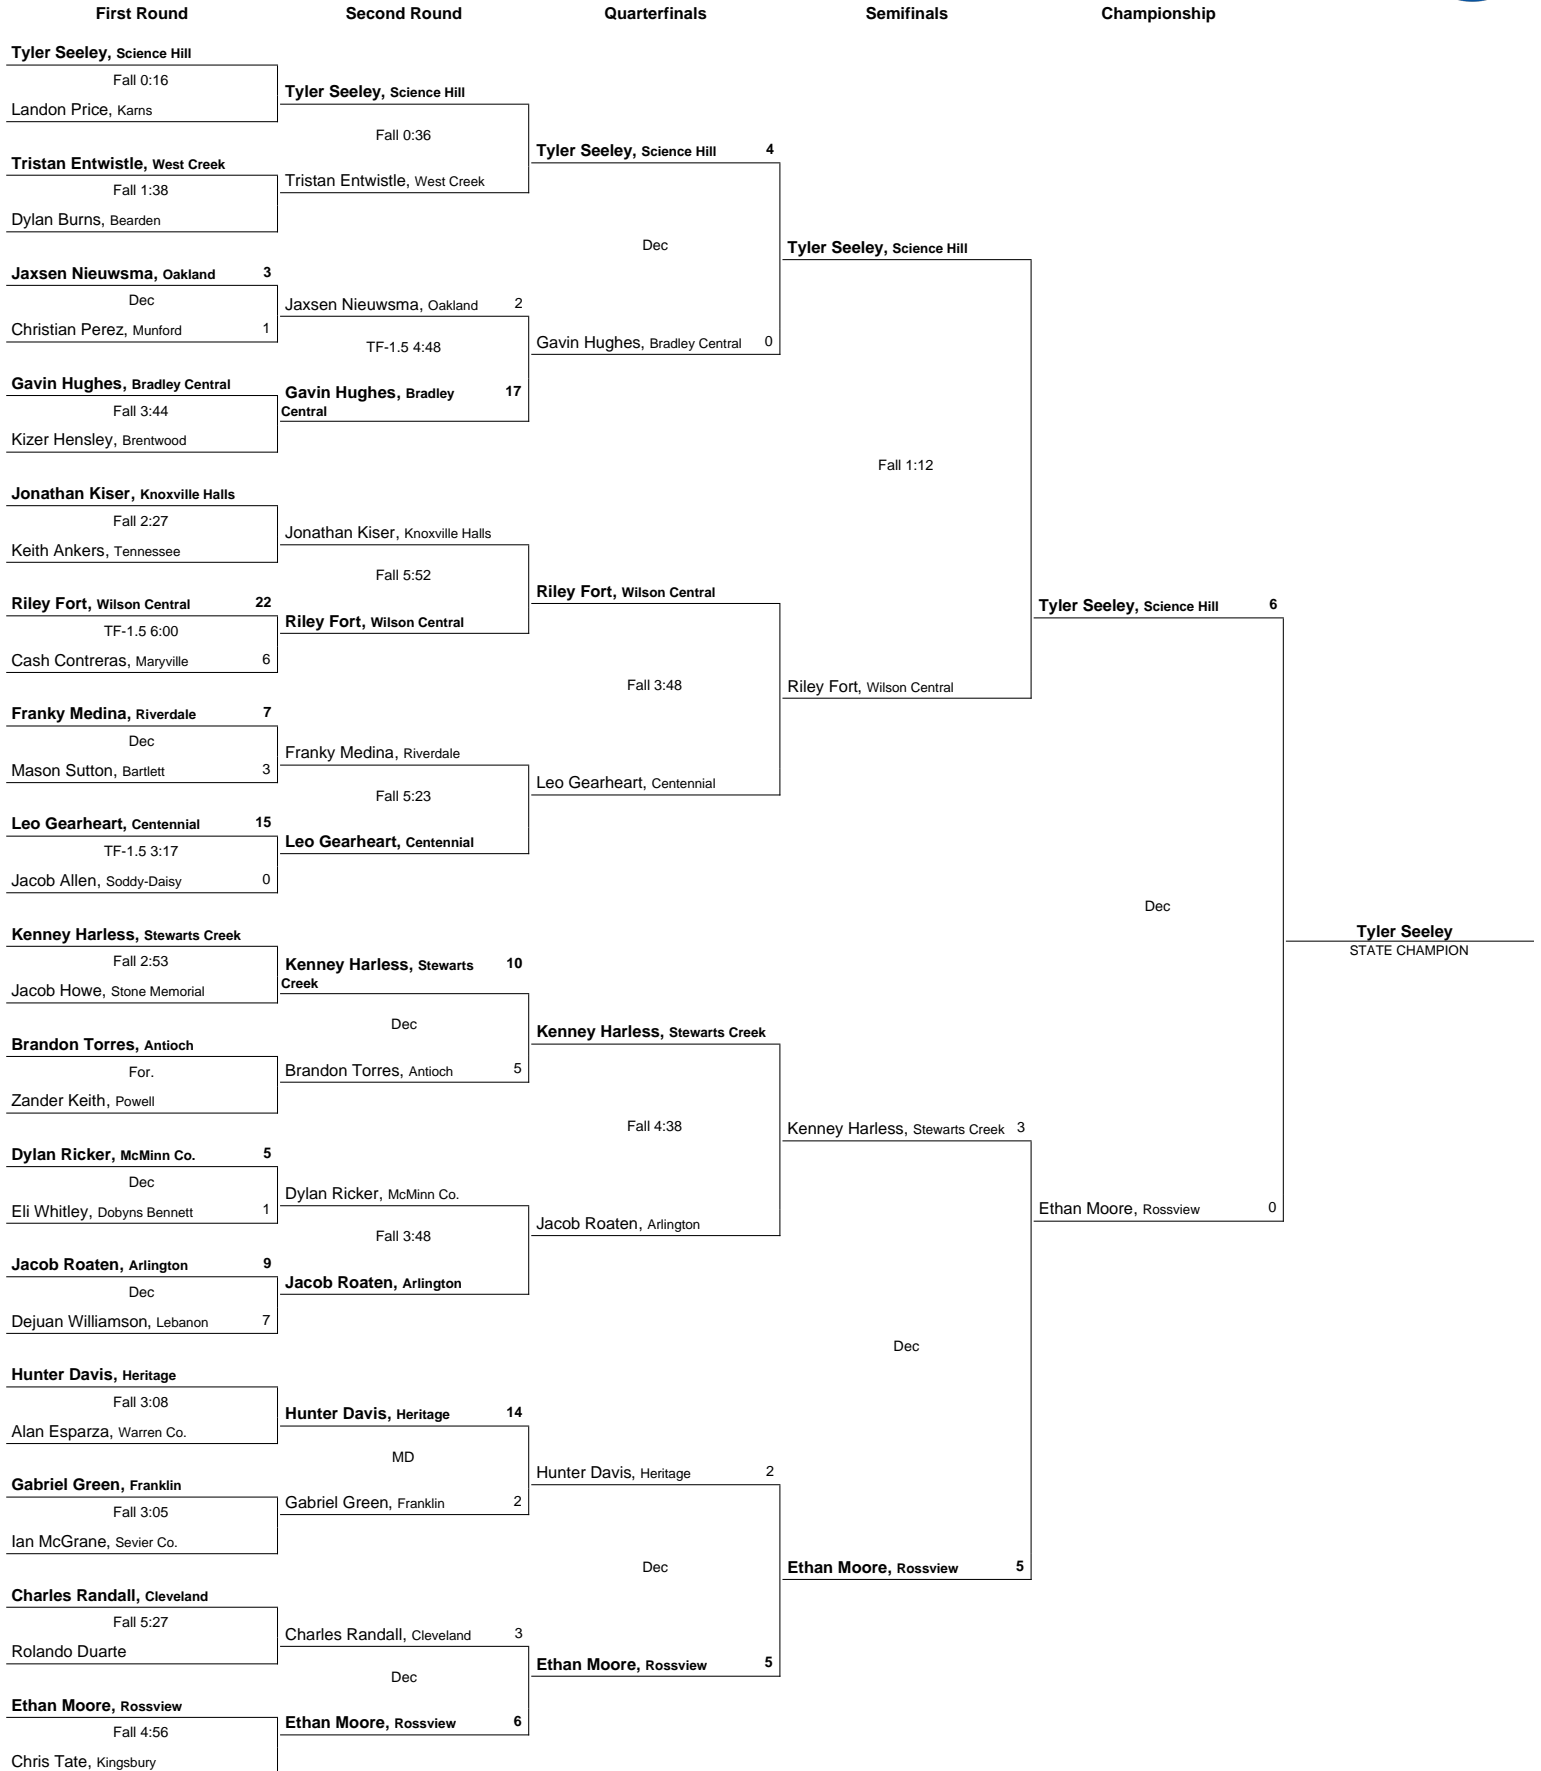 First Round Second Round Quarterfinals Semifinals Championship
Tyler Seeley, Science Hill
Fall 0:16
Landon Price, Karns
Tristan Entwistle, West Creek
Fall 1:38
Dylan Burns, Bearden
Jaxsen Nieuwsma, Oakland 3
Dec
Christian Perez, Munford 1
Gavin Hughes, Bradley Central
Fall 3:44
Kizer Hensley, Brentwood
Jonathan Kiser, Knoxville Halls
Fall 2:27
Keith Ankers, Tennessee
Riley Fort, Wilson Central 22
TF-1.5 6:00
Cash Contreras, Maryville 6
Franky Medina, Riverdale 7
Dec
Mason Sutton, Bartlett 3
Leo Gearheart, Centennial 15
TF-1.5 3:17
Jacob Allen, Soddy-Daisy 0
Kenney Harless, Stewarts Creek
Fall 2:53
Jacob Howe, Stone Memorial
Brandon Torres, Antioch
For.
Zander Keith, Powell
Dylan Ricker, McMinn Co. 5
Dec
Eli Whitley, Dobyns Bennett 1
Jacob Roaten, Arlington 9
Dec
Dejuan Williamson, Lebanon 7
Hunter Davis, Heritage
Fall 3:08
Alan Esparza, Warren Co.
Gabriel Green, Franklin
Fall 3:05
Ian McGrane, Sevier Co.
Charles Randall, Cleveland
Fall 5:27
Rolando Duarte
Ethan Moore, Rossview
Fall 4:56
Chris Tate, Kingsbury
Tyler Seeley, Science Hill
Fall 0:36
Tristan Entwistle, West Creek
Jaxsen Nieuwsma, Oakland 2
TF-1.5 4:48
Gavin Hughes, Bradley 17
Central
Jonathan Kiser, Knoxville Halls
Fall 5:52
Riley Fort, Wilson Central
Franky Medina, Riverdale
Fall 5:23
Leo Gearheart, Centennial
Kenney Harless, Stewarts 10
Creek
Dec
Brandon Torres, Antioch 5
Dylan Ricker, McMinn Co.
Fall 3:48
Jacob Roaten, Arlington
Hunter Davis, Heritage 14
MD
Gabriel Green, Franklin 2
Charles Randall, Cleveland 3
Dec
Ethan Moore, Rossview 6
Tyler Seeley, Science Hill 4
Dec
Gavin Hughes, Bradley Central 0
Riley Fort, Wilson Central
Fall 3:48
Leo Gearheart, Centennial
Kenney Harless, Stewarts Creek
Fall 4:38
Jacob Roaten, Arlington
Hunter Davis, Heritage 2
Dec
Ethan Moore, Rossview 5
Tyler Seeley, Science Hill
Fall 1:12
Riley Fort, Wilson Central
Kenney Harless, Stewarts Creek 3
Dec
Ethan Moore, Rossview 5
Tyler Seeley, Science Hill 6
Dec
Ethan Moore, Rossview 0
Tyler Seeley
STATE CHAMPION